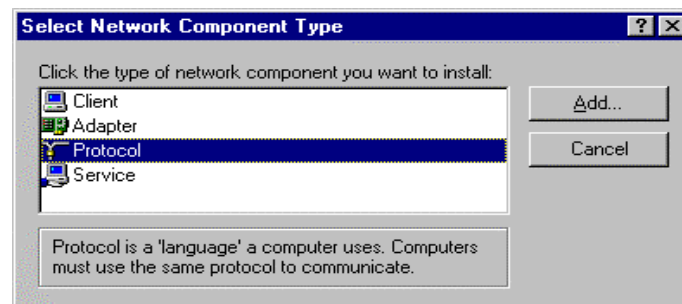 Select Network Component Type
Click the type of network component you want to install:
Client
Adapter
Protocol
Service
Add...
Cancel
Protocol is a 'language' a computer uses. Computers
must use the same protocol to communicate.